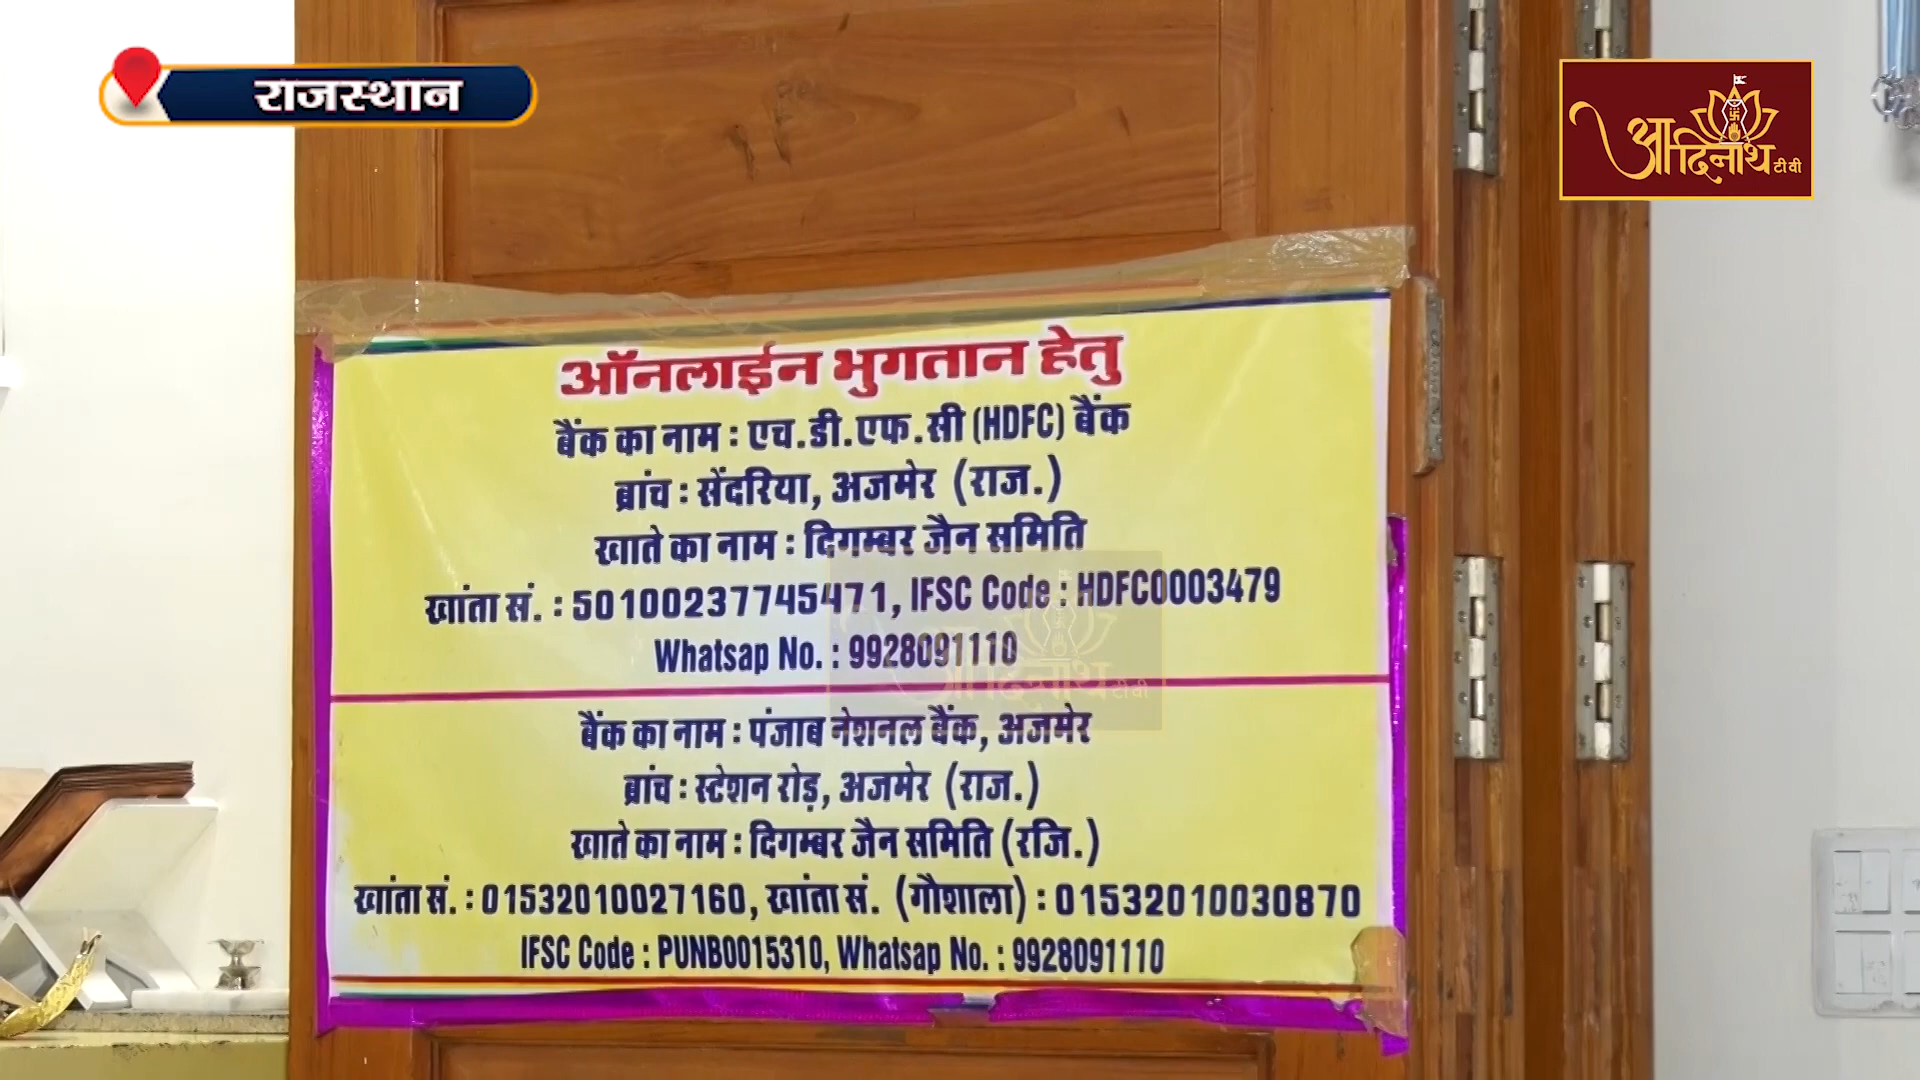 राजस्थान
आदिनाथ टीवी
ऑनलाईन भुगतान हेतु
बैंक का नाम : एच.डी.एफ.सी (HDFC) बैंक
ब्रांच : सेंदरिया, अजमेर (राज.)
खाते का नाम : दिगम्बर जैन समिति
खांता सं. : 50100237745471, IFSC Code : HDFC0003479
Whatsap No. : 9928091110
बैंक का नाम : पंजाब नेशनल बैंक, अजमेर
ब्रांच : स्टेशन रोड़, अजमेर (राज.)
खाते का नाम : दिगम्बर जैन समिति (रजि.)
खांता सं. : 01532010027160, खांता सं. (गौशाला) : 01532010030870
IFSC Code : PUNB0015310, Whatsap No. : 9928091110
आदिनाथ टीवी